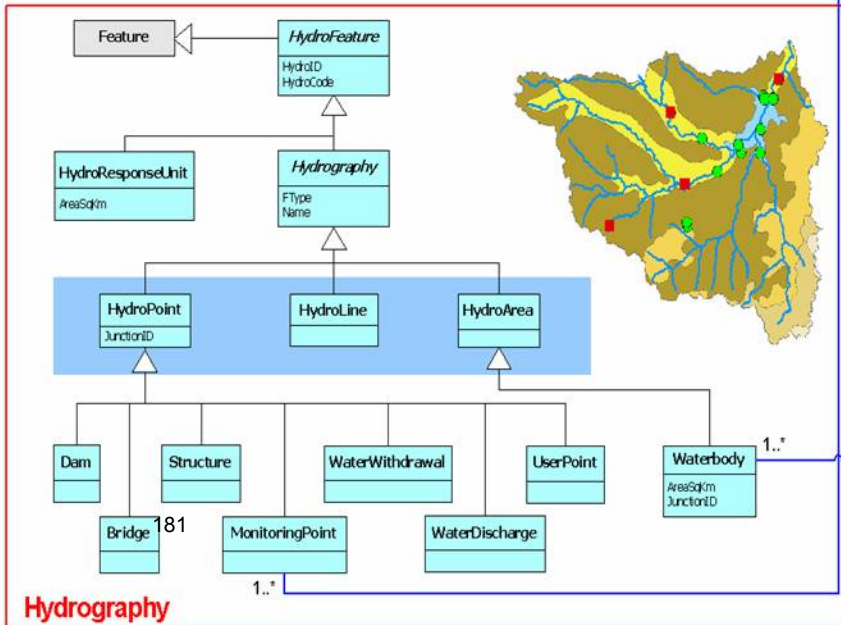 Feature
HydroFeature
HydroID
HydroCode
HydroResponseUnit
AreaSqKm
Hydrography
FType
Name
HydroPoint
JunctionID
HydroLine
HydroArea
Dam
Structure
WaterWithdrawal
UserPoint
Waterbody
AreaSqKm
JunctionID
1..*
Bridge
181
MonitoringPoint
WaterDischarge
1..*
Hydrography